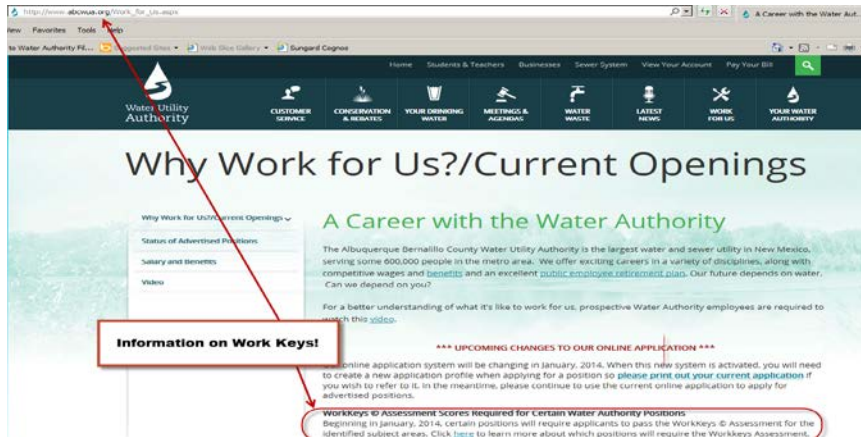 http://www.abcwua.org/Work_for_Us.aspx
A Career with the Water Aut...
View Favorites Tools Help
to Water Authority Fil... Suggested Sites Web Slice Gallery Sungard Cognos
Home Students & Teachers Businesses Sewer System View Your Account Pay Your Bill
Water Utility
Authority
CUSTOMER SERVICE
CONSERVATION & REBATES
YOUR DRINKING WATER
MEETINGS & AGENDAS
WATER WASTE
LATEST NEWS
WORK FOR US
YOUR WATER AUTHORITY
Why Work for Us?/Current Openings
Why Work for Us?/Current Openings
Status of Advertised Positions
Salary and Benefits
Video
A Career with the Water Authority
The Albuquerque Bernalillo County Water Utility Authority is the largest water and sewer utility in New Mexico,
serving some 600,000 people in the metro area. We offer exciting careers in a variety of disciplines, along with
competitive wages and benefits and an excellent public employee retirement plan. Our future depends on water.
Can we depend on you?
For a better understanding of what it's like to work for us, prospective Water Authority employees are required to
watch this video.
Information on Work Keys!
*** UPCOMING CHANGES TO OUR ONLINE APPLICATION ***
online application system will be changing in January, 2014. When this new system is activated, you will need
to create a new application profile when applying for a position so please print out your current application if
you wish to refer to it. In the meantime, please continue to use the current online application to apply for
advertised positions.
WorkKeys © Assessment Scores Required for Certain Water Authority Positions
Beginning in January, 2014, certain positions will require applicants to pass the WorkKeys © Assessment for the
identified subject areas. Click here to learn more about which positions will require the Workkeys Assessment.